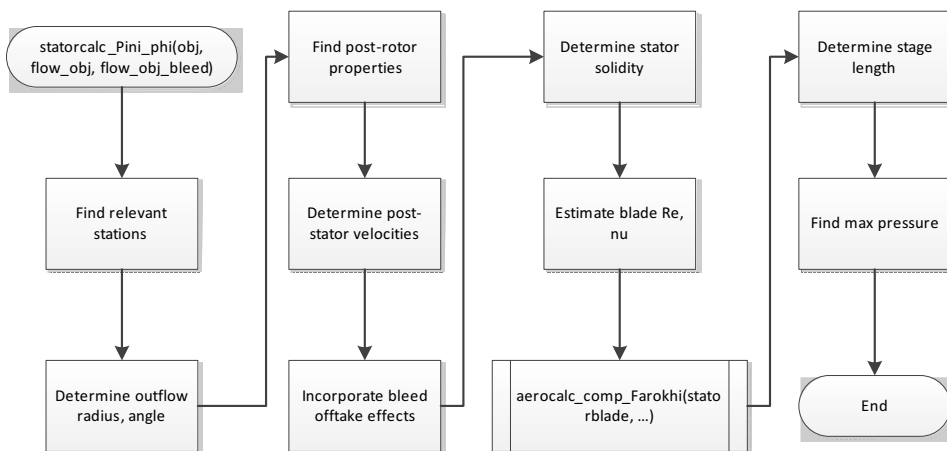 statorcalc_Pini_phi(obj,
flow_obj, flow_obj_bleed)
Find relevant
stations
Determine outflow
radius, angle
Find post-rotor
properties
Determine post-
stator velocities
Incorporate bleed
offtake effects
Determine stator
solidity
Estimate blade Re,
nu
aerocalc_comp_Farokhi(stato
rblade, ...)
Determine stage
length
Find max pressure
End